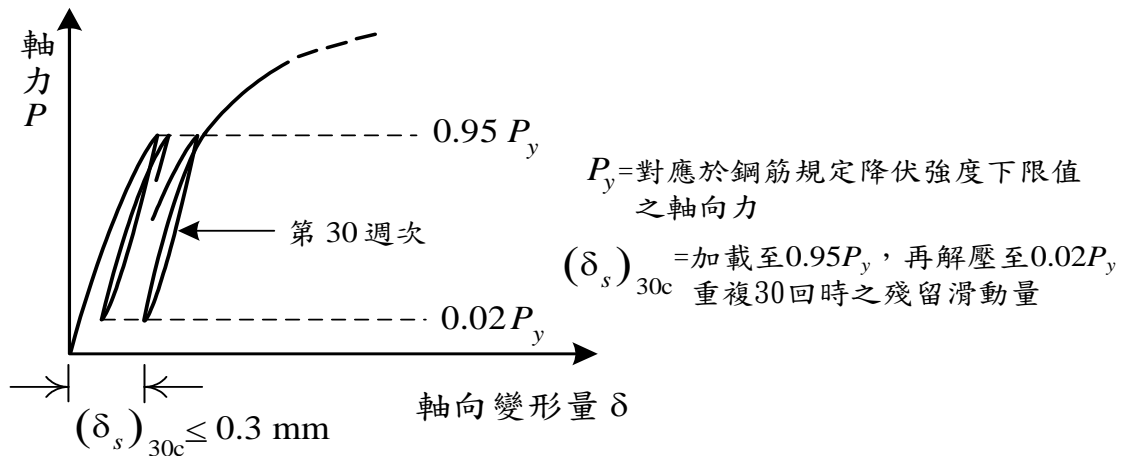 軸
力
P
0.95 P_y
第 30 週次
0.02 P_y
軸向變形量 δ
(δ_s)_30c ≤ 0.3 mm
P_y=對應於鋼筋規定降伏強度下限值
之軸向力
(δ_s)_30c =加載至0.95P_y，再解壓至0.02P_y
重複30回時之殘留滑動量